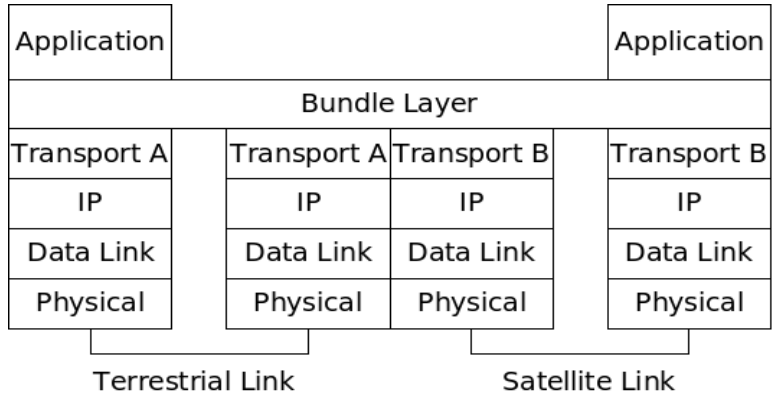 Application Application
Bundle Layer
Transport A Transport A Transport B Transport B
IP IP IP IP
Data Link Data Link Data Link Data Link
Physical Physical Physical Physical
Terrestrial Link Satellite Link